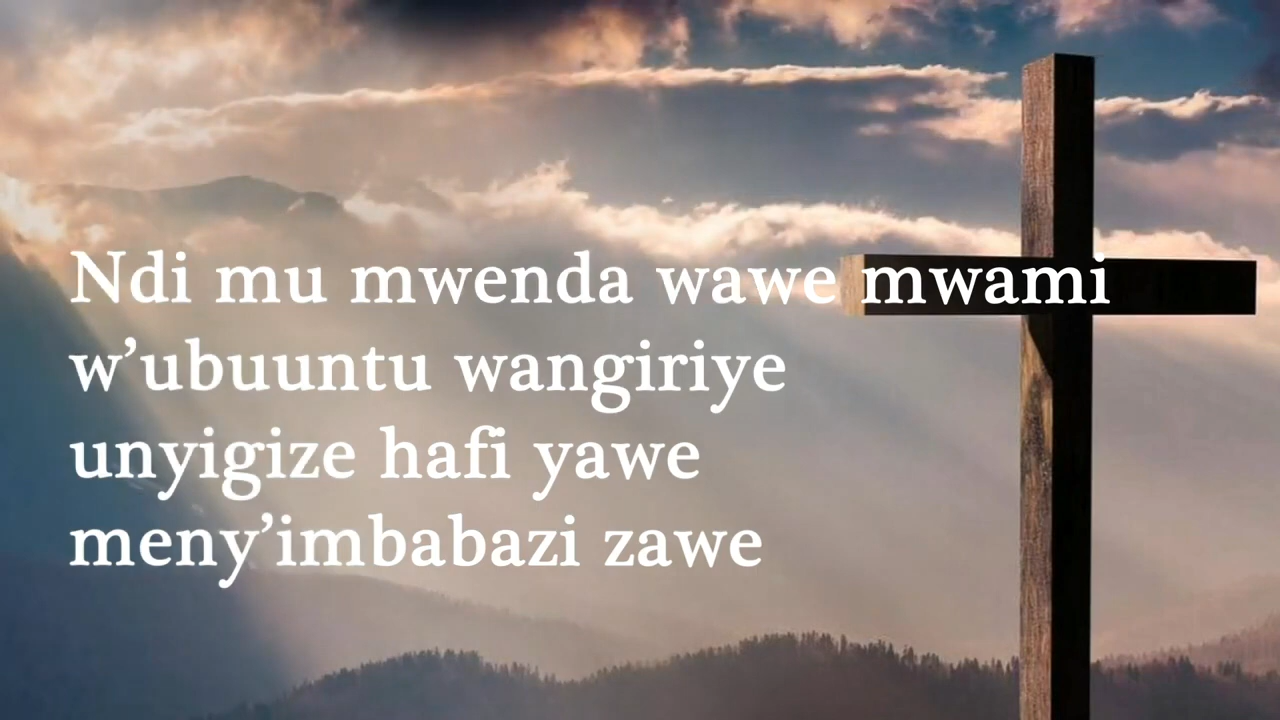 Ndi mu mwenda wawe mwami
w’ubuuntu wangiriye
unyigize hafi yawe
meny’imbabazi zawe